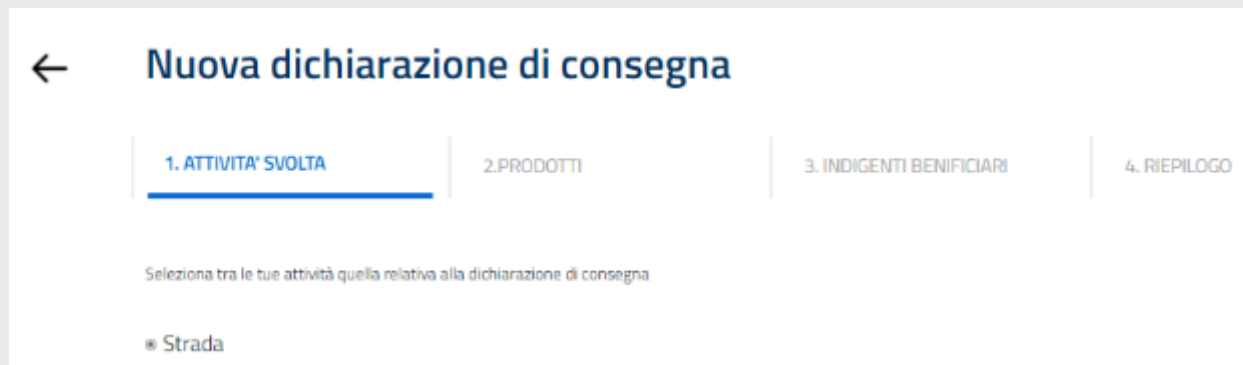 Nuova dichiarazione di consegna
1. ATTIVITA' SVOLTA 2.PRODOTTI 3. INDIGENTI BENIFICIARI 4. RIEPILOGO
Seleziona tra le tue attività quella relativa alla dichiarazione di consegna
Strada